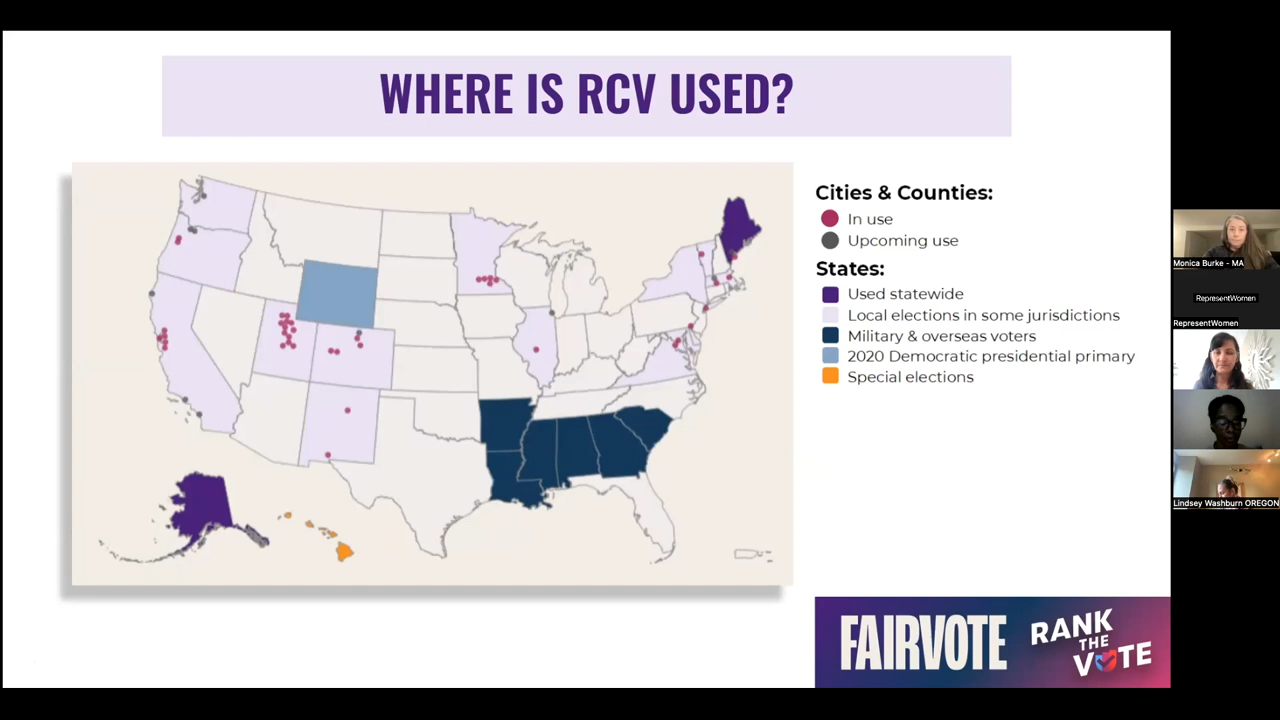 WHERE IS RCV USED?
Cities & Counties:
In use
Upcoming use
States:
Used statewide
Local elections in some jurisdictions
Military & overseas voters
2020 Democratic presidential primary
Special elections
FAIRVOTE
RANK
THE
VOTE
Monica Burke - MA
RepresentWomen
RepresentWomen
Lindsey Washburn OREGON